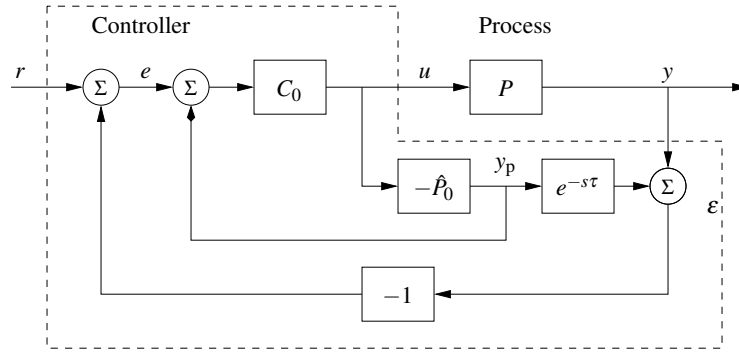 Controller
Process
r
Σ
e
Σ
C₀
u
P
y
−P̂₀
yₚ
e^{−sτ}
Σ
ε
−1